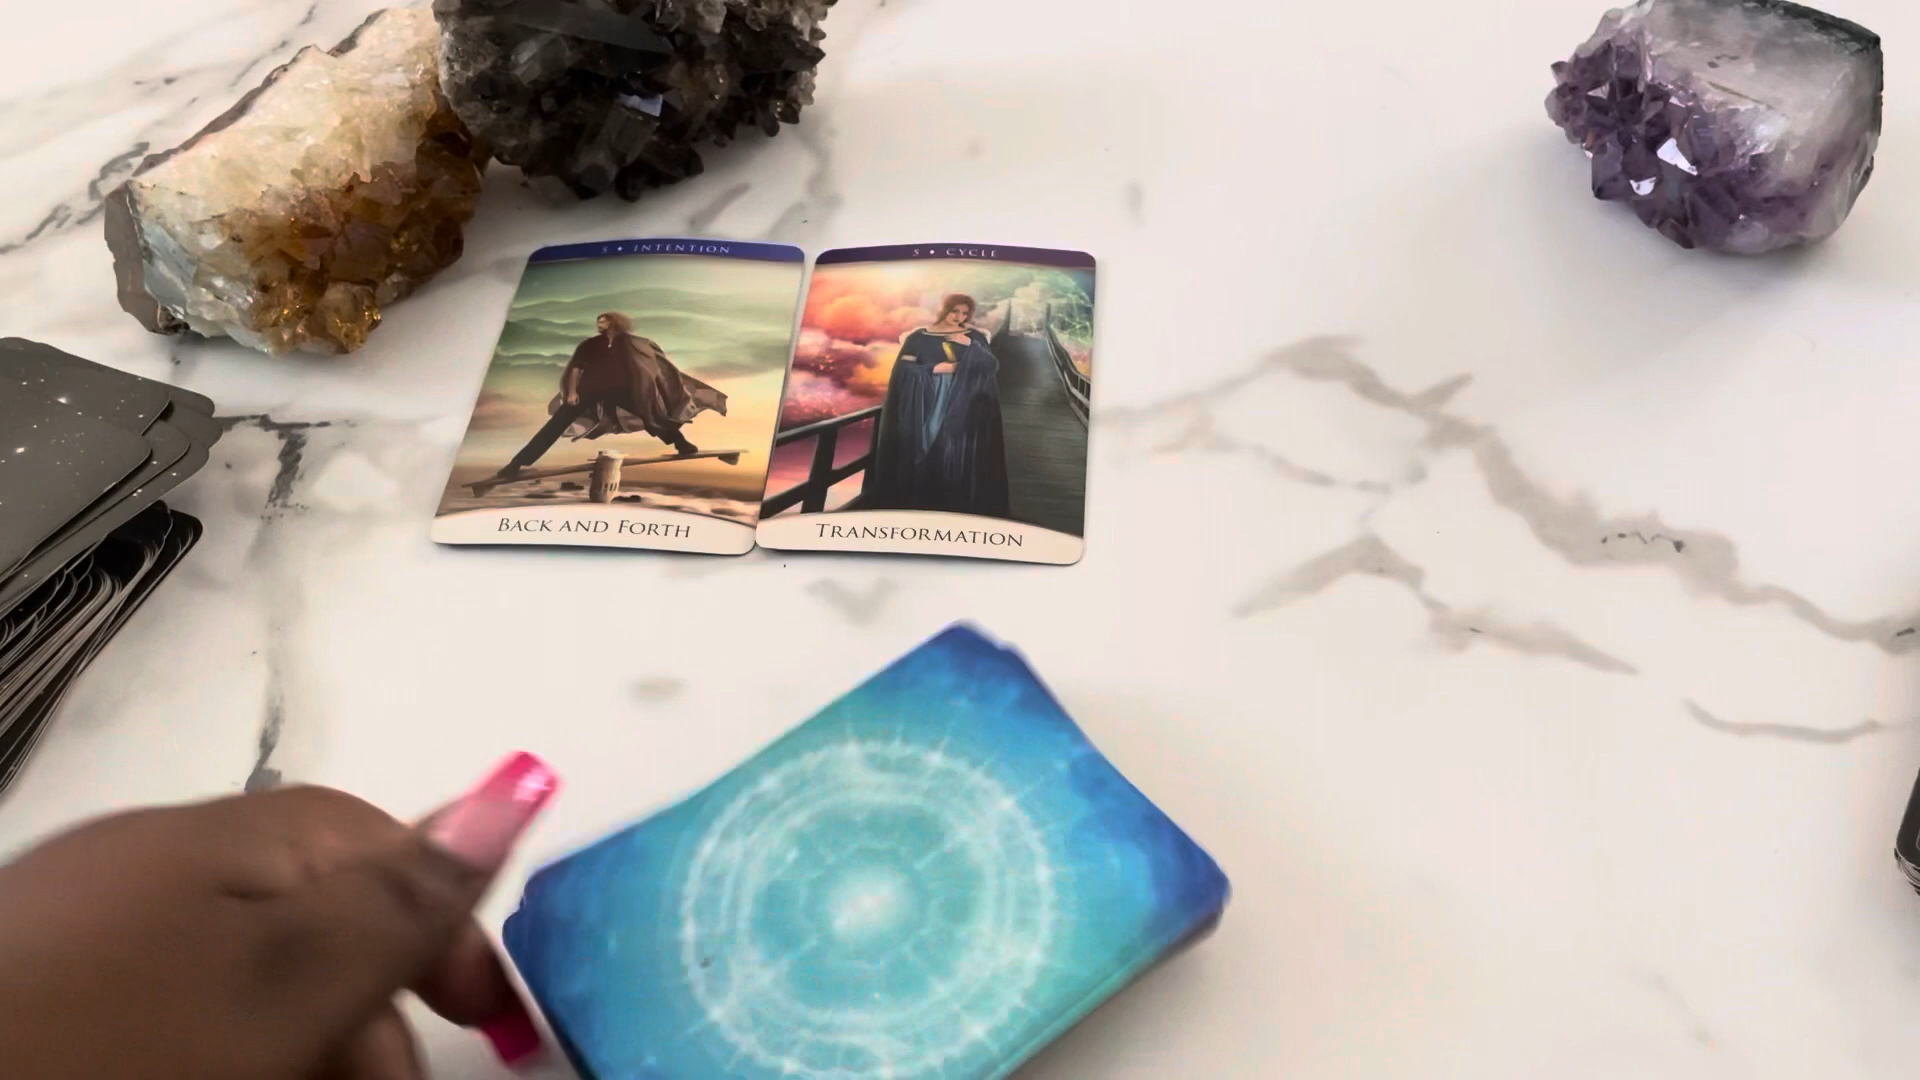 5 ✦ INTENTION
5 ✦ CYCLE
BACK AND FORTH
TRANSFORMATION